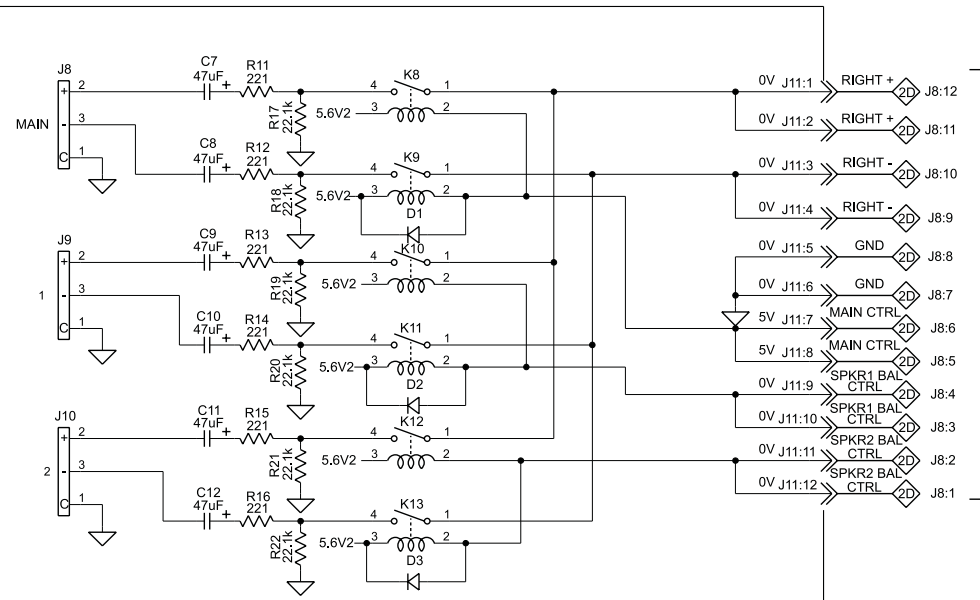 J8
MAIN
+ 2
- 3
C 1
C7
47uF +
R11
221
R17
22.1k
4 K8 1
5.6V2 3 2
C8
47uF +
R12
221
R18
22.1k
4 K9 1
5.6V2 3 2
D1
J9
1
+ 2
- 3
C 1
C9
47uF +
R13
221
R19
22.1k
4 K10 1
5.6V2 3 2
C10
47uF +
R14
221
R20
22.1k
4 K11 1
5.6V2 3 2
D2
J10
2
+ 2
- 3
C 1
C11
47uF +
R15
221
R21
22.1k
4 K12 1
5.6V2 3 2
C12
47uF +
R16
221
R22
22.1k
4 K13 1
5.6V2 3 2
D3
0V J11:1 RIGHT + 2D J8:12
J11:2 RIGHT + 2D J8:11
0V J11:3 RIGHT - 2D J8:10
0V J11:4 RIGHT - 2D J8:9
0V J11:5 GND 2D J8:8
0V J11:6 GND 2D J8:7
5V J11:7 MAIN CTRL 2D J8:6
5V J11:8 MAIN CTRL 2D J8:5
0V J11:9 SPKR1 BAL CTRL 2D J8:4
0V J11:10 SPKR1 BAL CTRL 2D J8:3
0V J11:11 SPKR2 BAL CTRL 2D J8:2
0V J11:12 SPKR2 BAL CTRL 2D J8:1